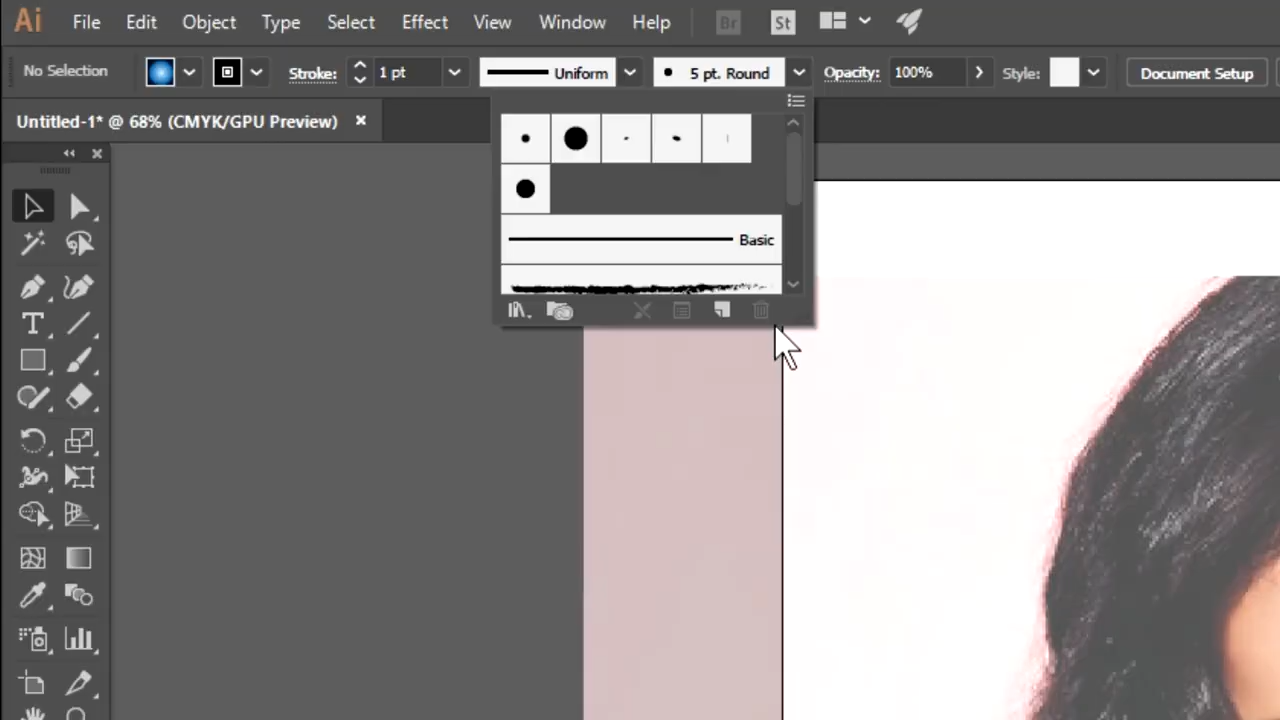 Ai File Edit Object Type Select Effect View Window Help Br St
No Selection Stroke: 1 pt Uniform 5 pt. Round Opacity: 100% Style: Document Setup
Untitled-1* @ 68% (CMYK/GPU Preview) ×
Basic